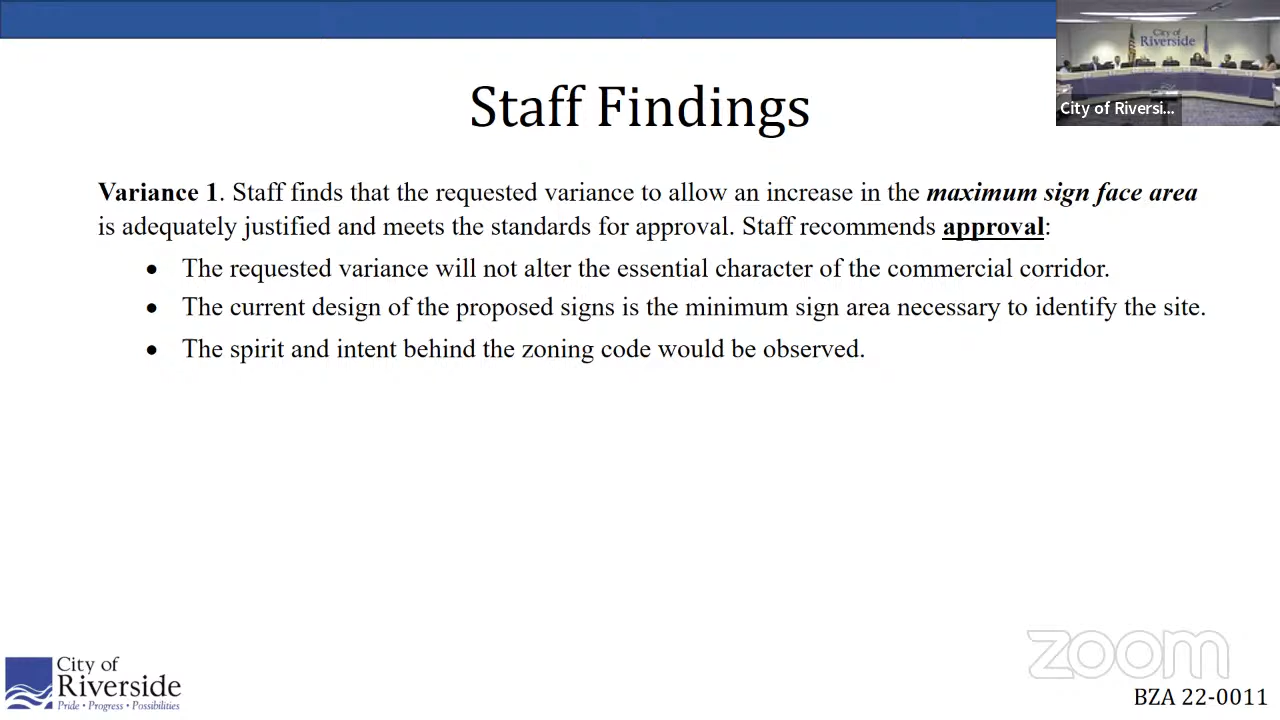 City of
Riverside
City of Riversi...
Staff Findings
Variance 1. Staff finds that the requested variance to allow an increase in the maximum sign face area
is adequately justified and meets the standards for approval. Staff recommends approval:
• The requested variance will not alter the essential character of the commercial corridor.
• The current design of the proposed signs is the minimum sign area necessary to identify the site.
• The spirit and intent behind the zoning code would be observed.
City of
Riverside
Pride • Progress • Possibilities
zoom
BZA 22-0011